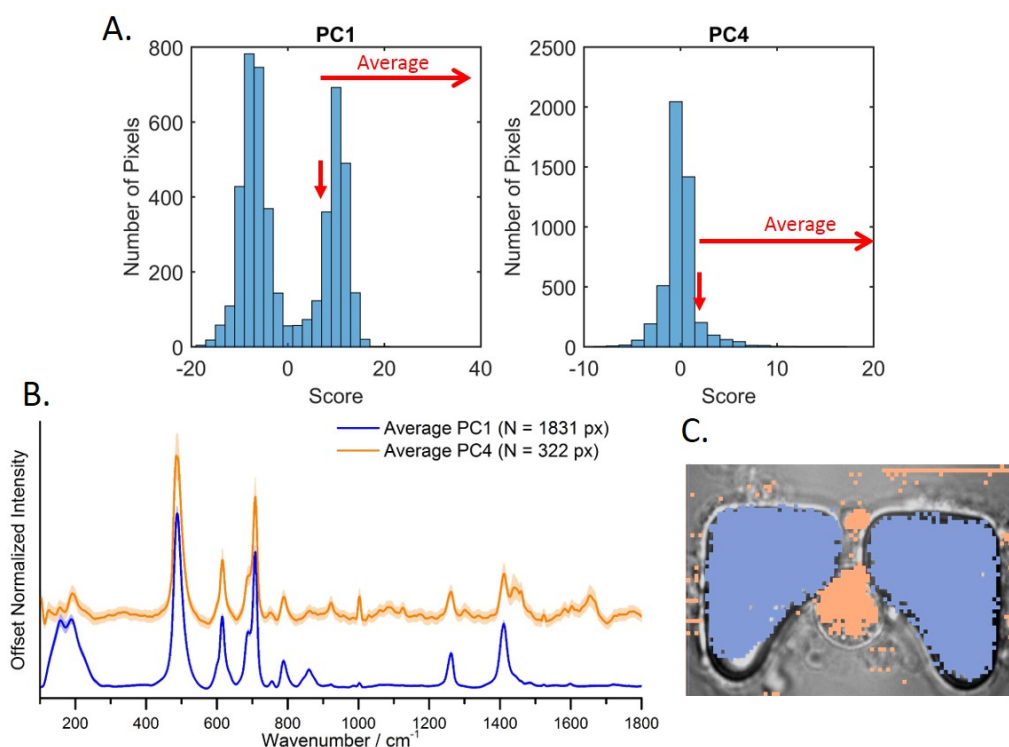 A.
PC1
PC4
800
600
400
200
0
Number of Pixels
Average
-20
0
20
40
Score
2500
2000
1500
1000
500
0
Number of Pixels
Average
-10
0
10
20
Score
B.
Average PC1 (N = 1831 px)
Average PC4 (N = 322 px)
Offset Normalized Intensity
200
400
600
800
1000
1200
1400
1600
1800
Wavenumber / cm-1
C.